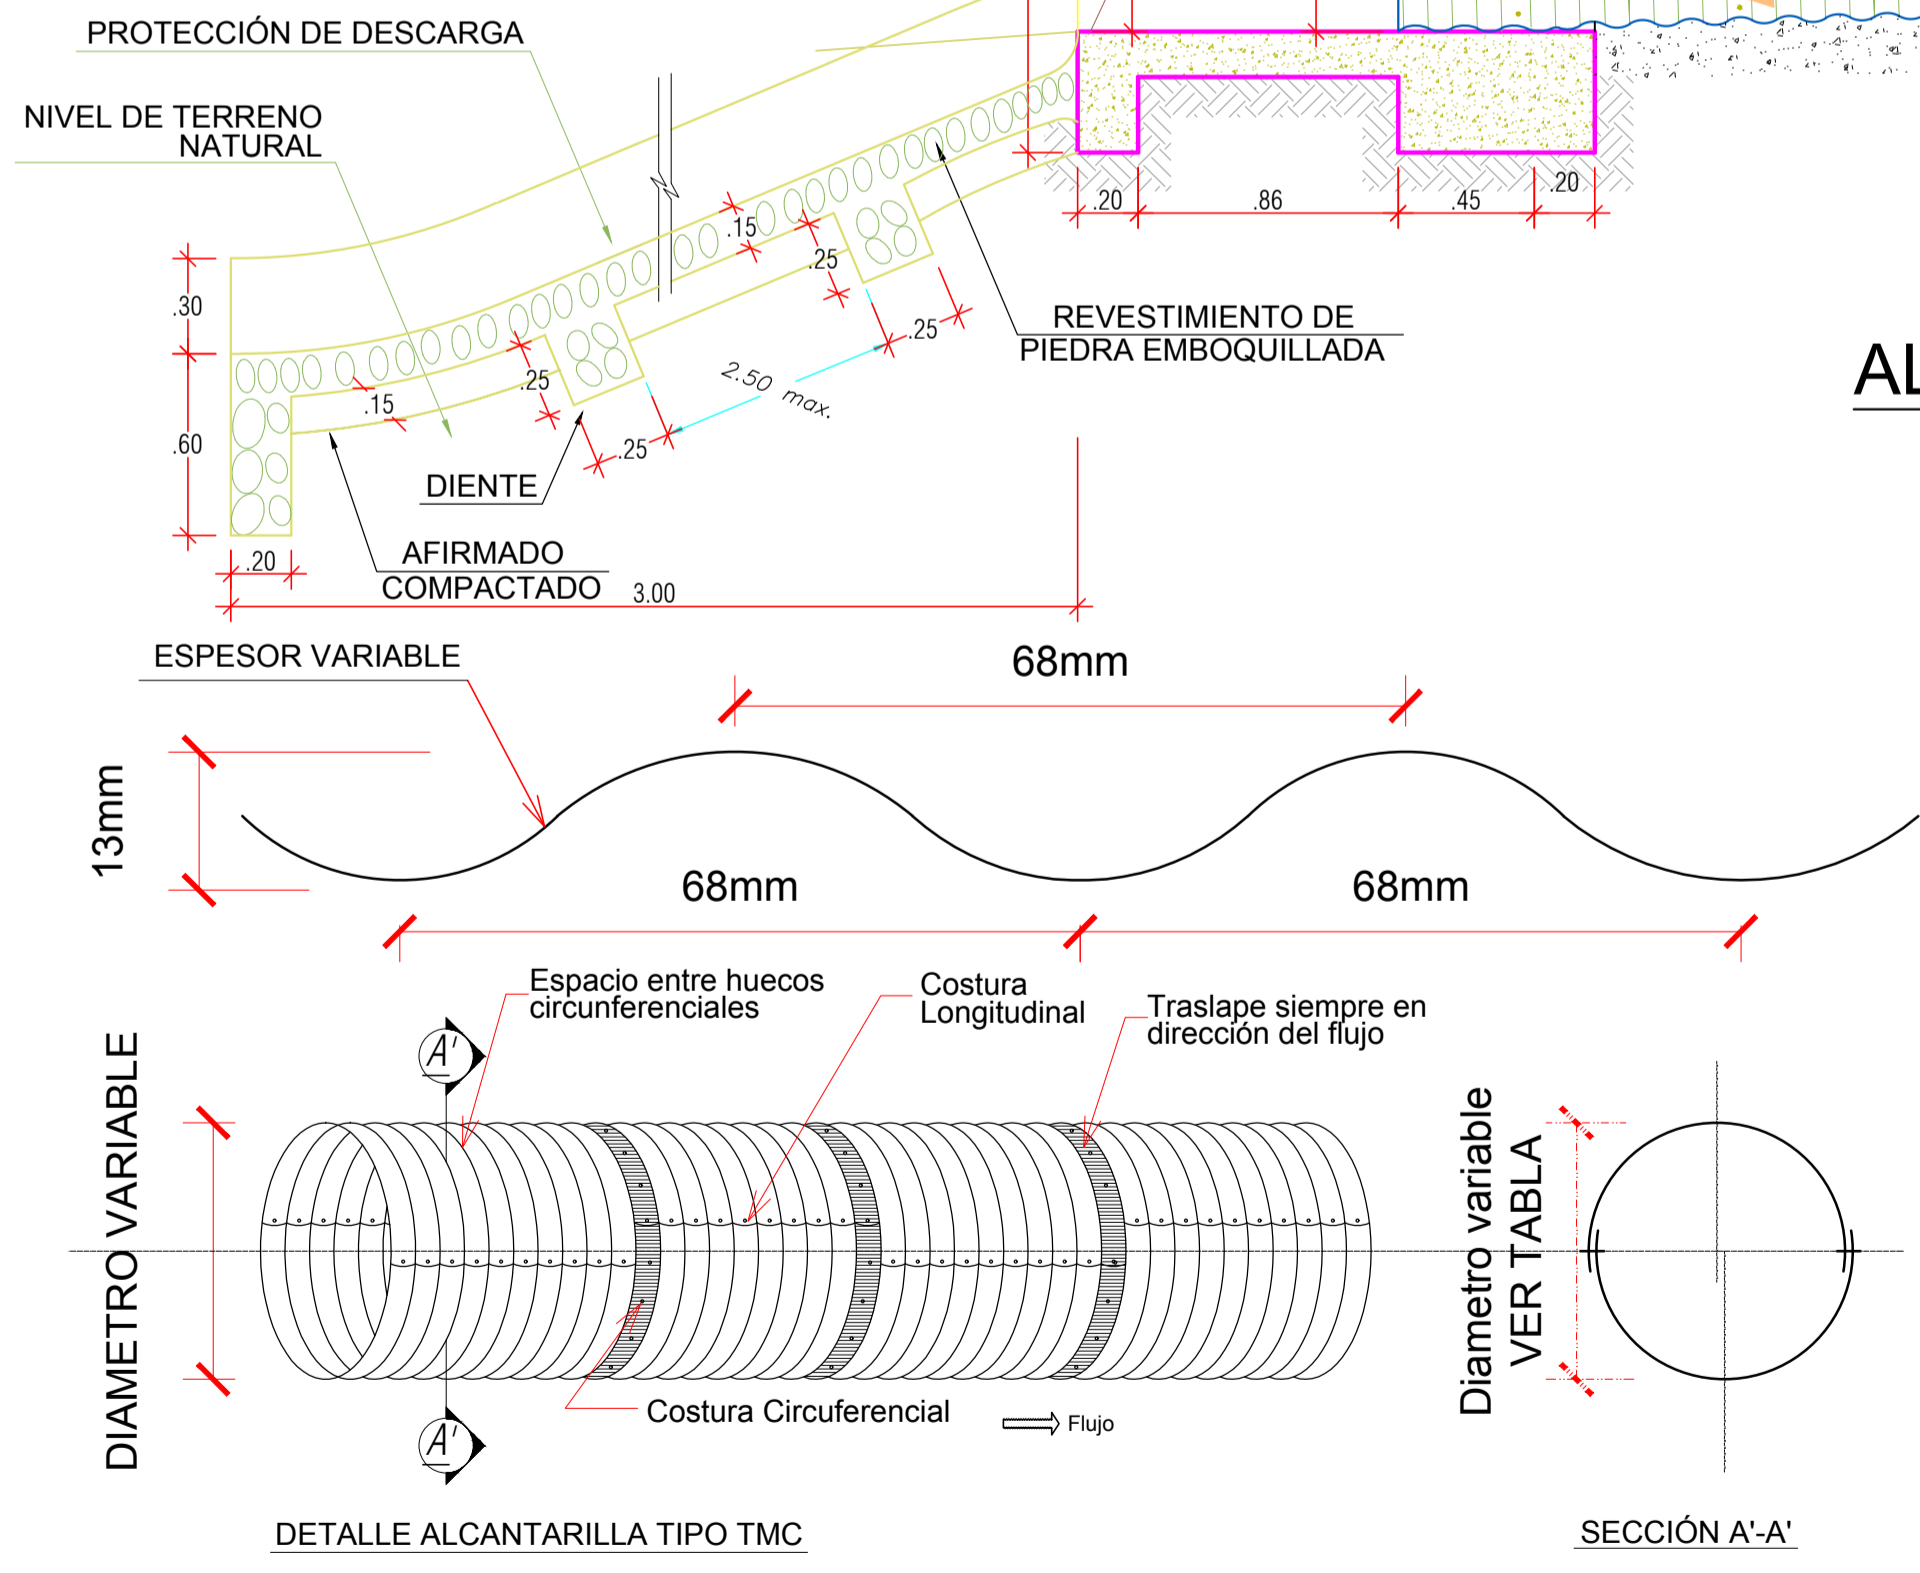 PROTECCIÓN DE DESCARGA
NIVEL DE TERRENO
NATURAL
.30
.60
.15
.25
.25
.15
.25
.25
2.50 max.
.20
.86
.45
.20
REVESTIMIENTO DE
PIEDRA EMBOQUILLADA
AL
DIENTE
AFIRMADO
COMPACTADO
.20
3.00
ESPESOR VARIABLE
68mm
13mm
68mm
68mm
Espacio entre huecos
circunferenciales
Costura
Longitudinal
Traslape siempre en
dirección del flujo
A'
DIAMETRO VARIABLE
Diametro variable
VER TABLA
Costura Circuferencial
Flujo
A'
DETALLE ALCANTARILLA TIPO TMC
SECCIÓN A'-A'